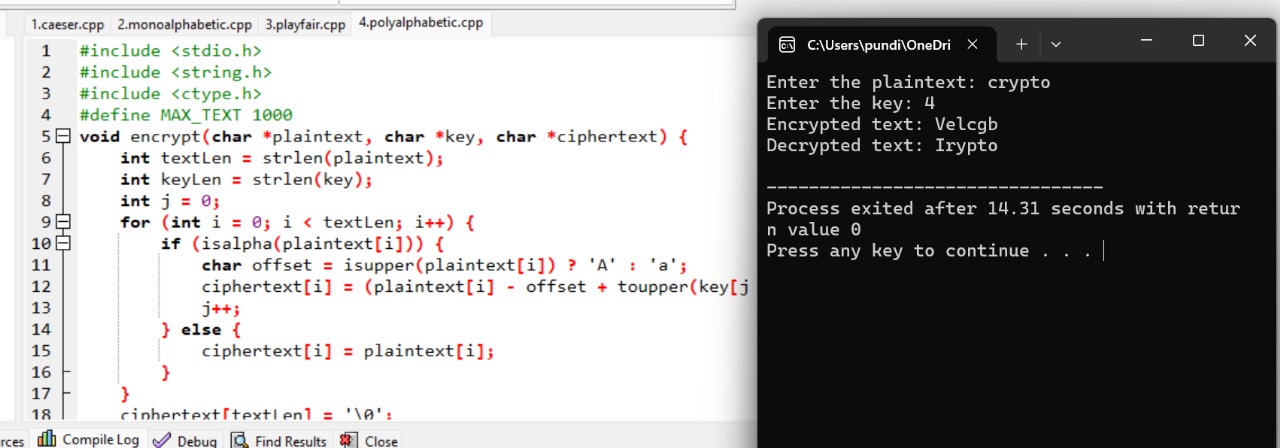 1.caeser.cpp 2.monoalphabetic.cpp 3.playfair.cpp 4.polyalphabetic.cpp
1 #include <stdio.h>
2 #include <string.h>
3 #include <ctype.h>
4 #define MAX_TEXT 1000
5 void encrypt(char *plaintext, char *key, char *ciphertext) {
6 int textLen = strlen(plaintext);
7 int keyLen = strlen(key);
8 int j = 0;
9 for (int i = 0; i < textLen; i++) {
10 if (isalpha(plaintext[i])) {
11 char offset = isupper(plaintext[i]) ? 'A' : 'a';
12 ciphertext[i] = (plaintext[i] - offset + toupper(key[j
13 j++;
14 } else {
15 ciphertext[i] = plaintext[i];
16 }
17 }
18 ciphertext[textLen] = '\0';
rces Compile Log Debug Find Results Close
C:\Users\pundi\OneDri
Enter the plaintext: crypto
Enter the key: 4
Encrypted text: Velcgb
Decrypted text: Irypto
--------------------------------
Process exited after 14.31 seconds with retur
n value 0
Press any key to continue . . .